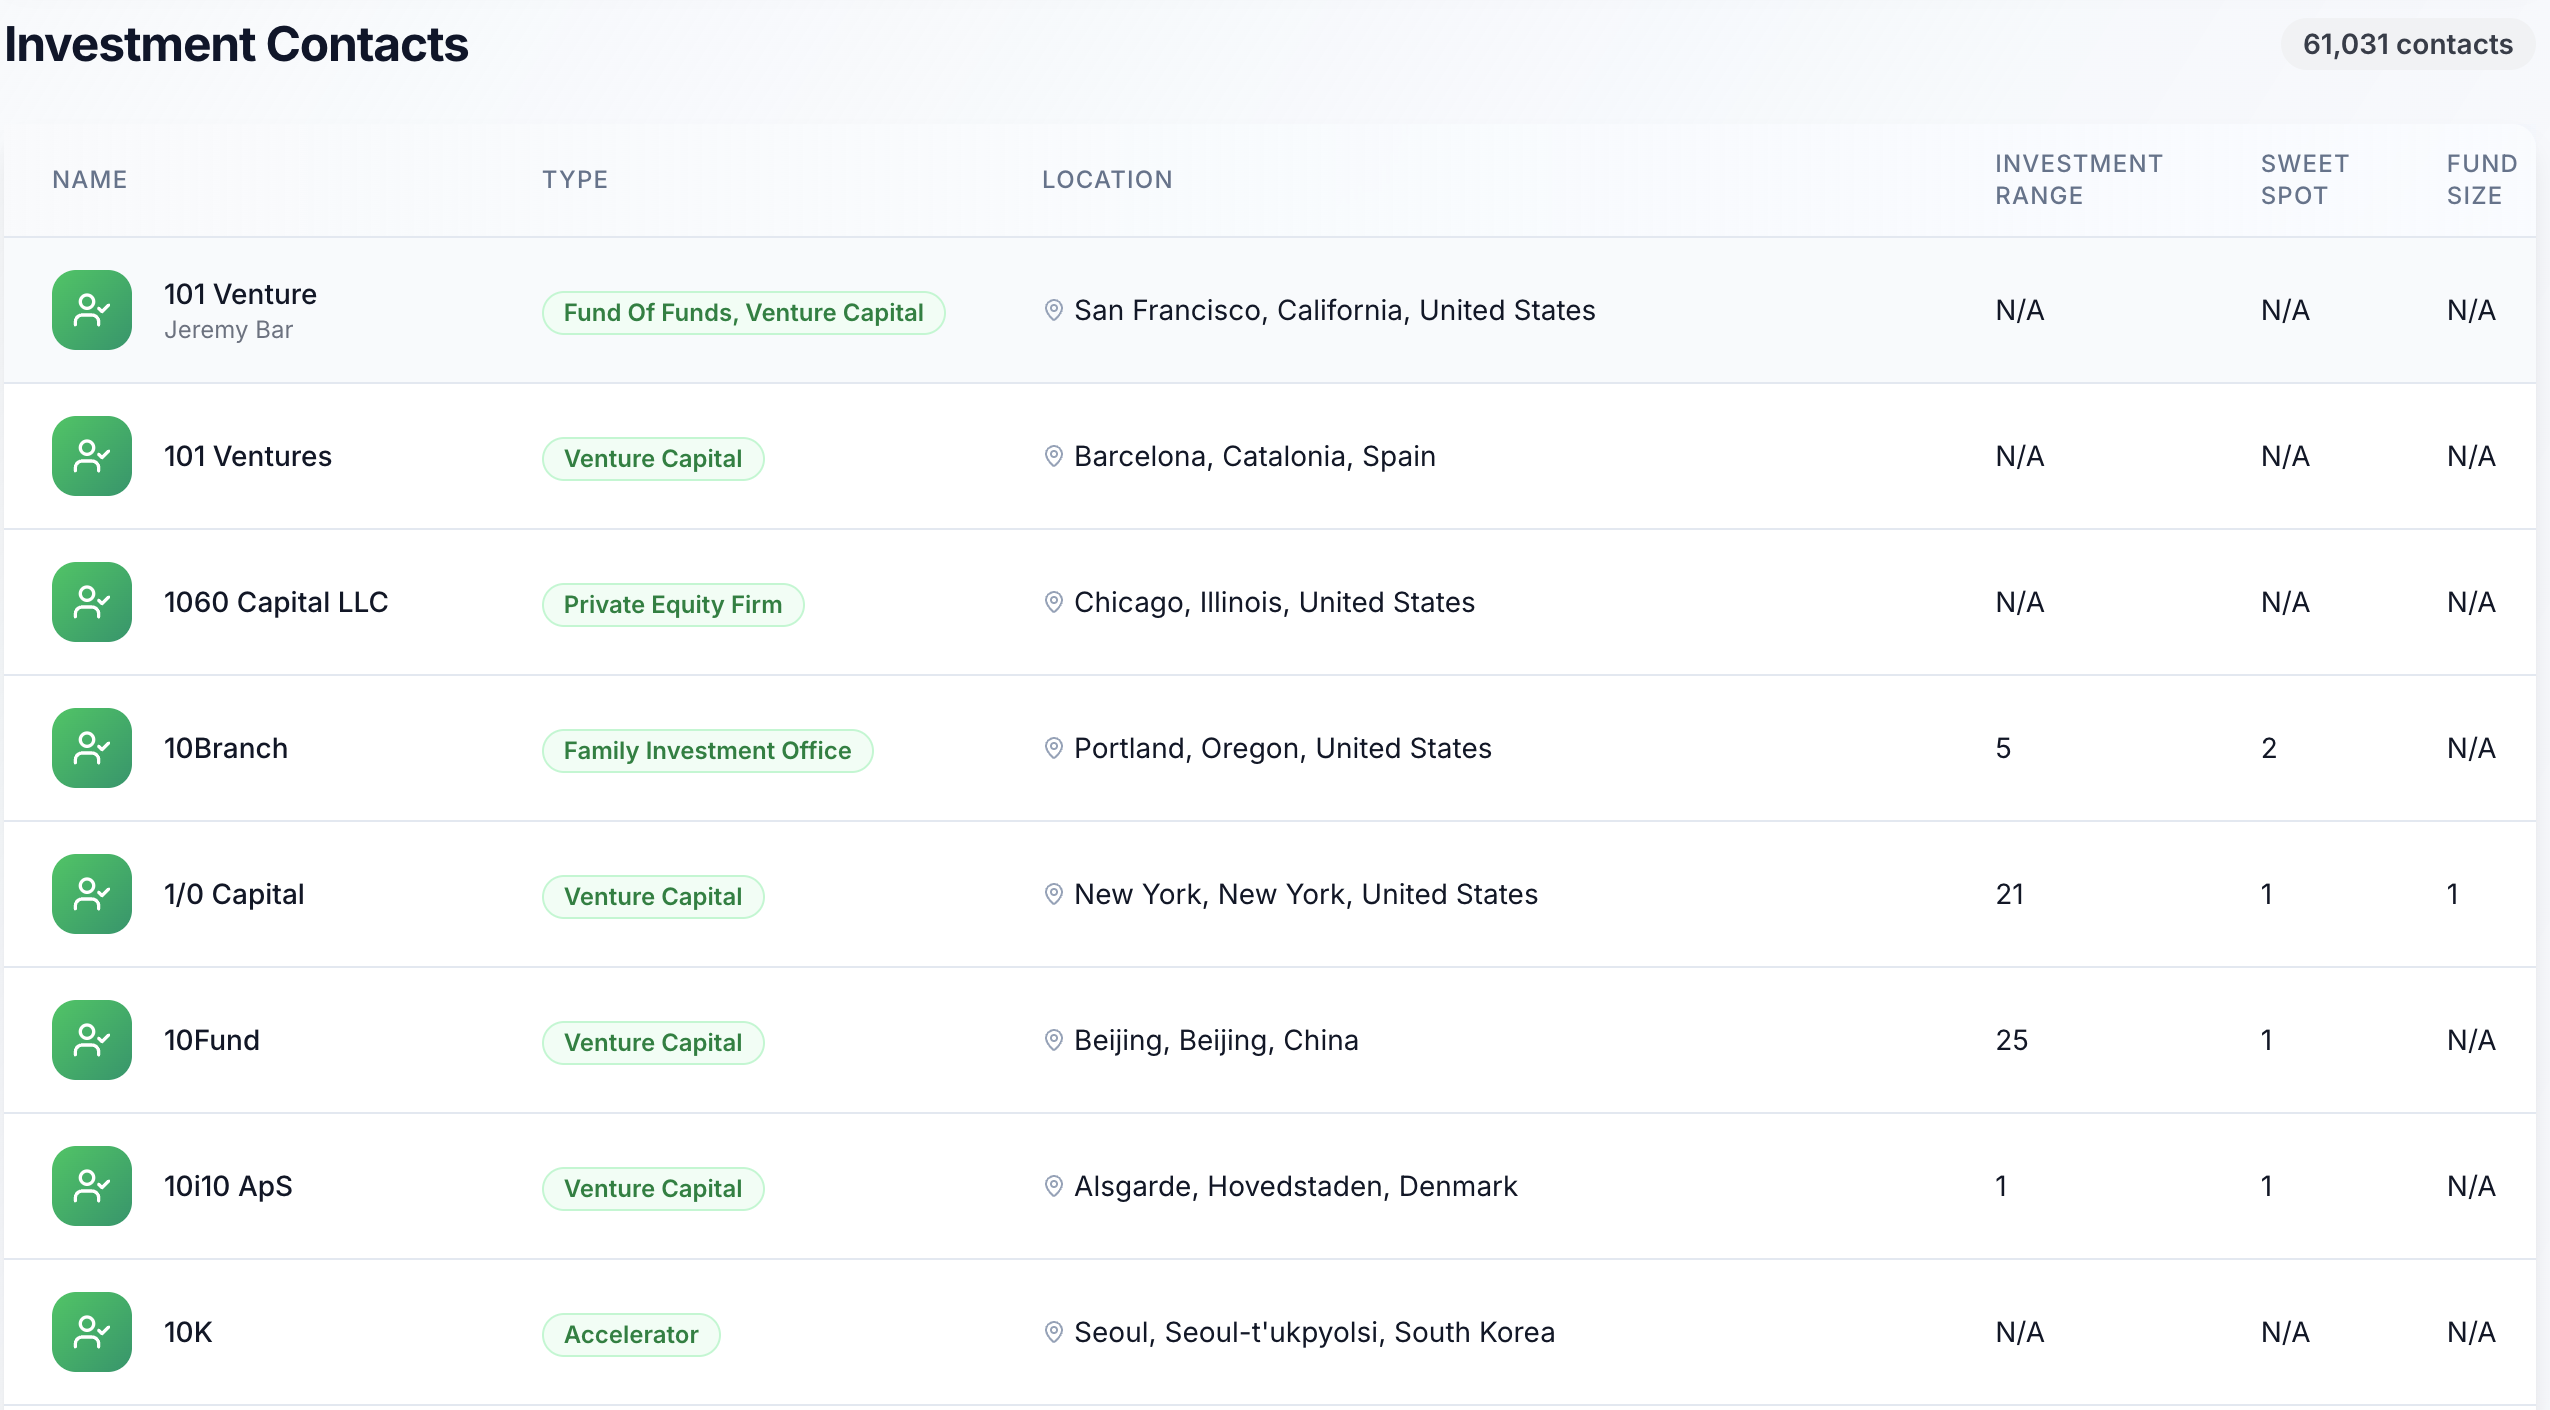 Investment Contacts
61,031 contacts
NAME TYPE LOCATION INVESTMENT RANGE SWEET SPOT FUND SIZE
101 Venture
Jeremy Bar
Fund Of Funds, Venture Capital San Francisco, California, United States N/A N/A N/A
101 Ventures Venture Capital Barcelona, Catalonia, Spain N/A N/A N/A
1060 Capital LLC Private Equity Firm Chicago, Illinois, United States N/A N/A N/A
10Branch Family Investment Office Portland, Oregon, United States 5 2 N/A
1/0 Capital Venture Capital New York, New York, United States 21 1 1
10Fund Venture Capital Beijing, Beijing, China 25 1 N/A
10i10 ApS Venture Capital Alsgarde, Hovedstaden, Denmark 1 1 N/A
10K Accelerator Seoul, Seoul-t'ukpyolsi, South Korea N/A N/A N/A